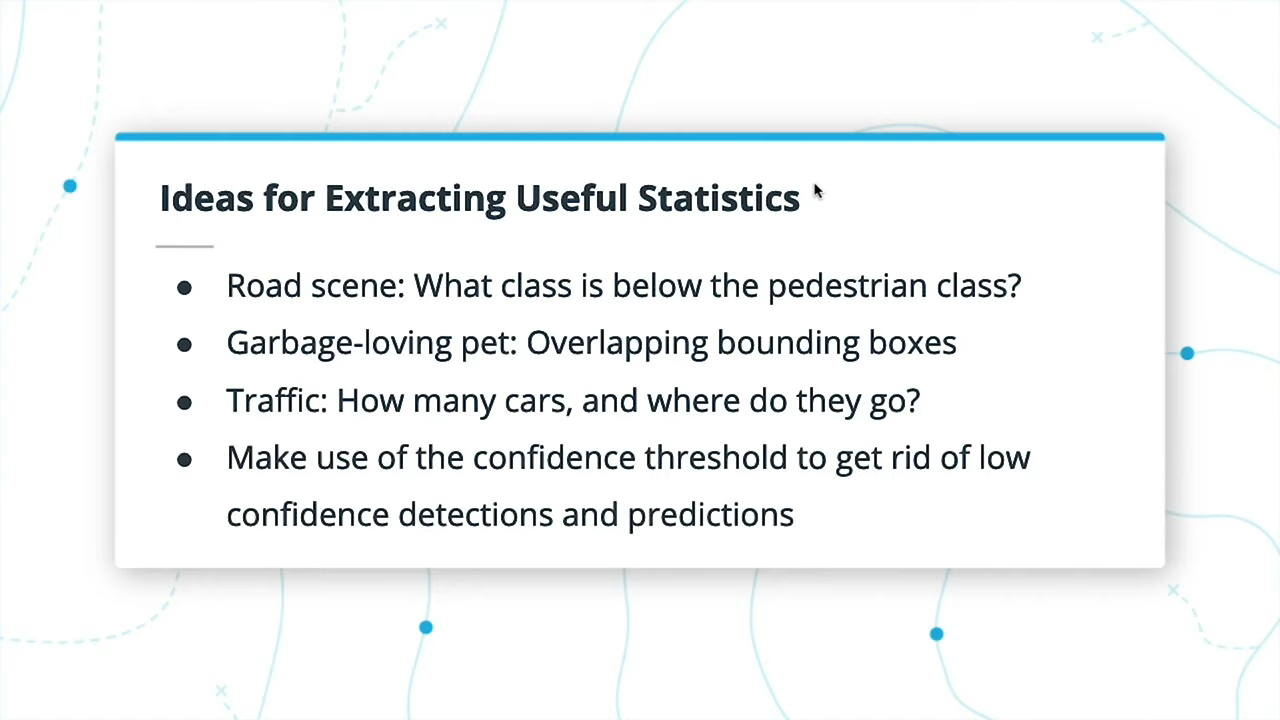 Ideas for Extracting Useful Statistics
● Road scene: What class is below the pedestrian class?
● Garbage-loving pet: Overlapping bounding boxes
● Traffic: How many cars, and where do they go?
● Make use of the confidence threshold to get rid of low
confidence detections and predictions